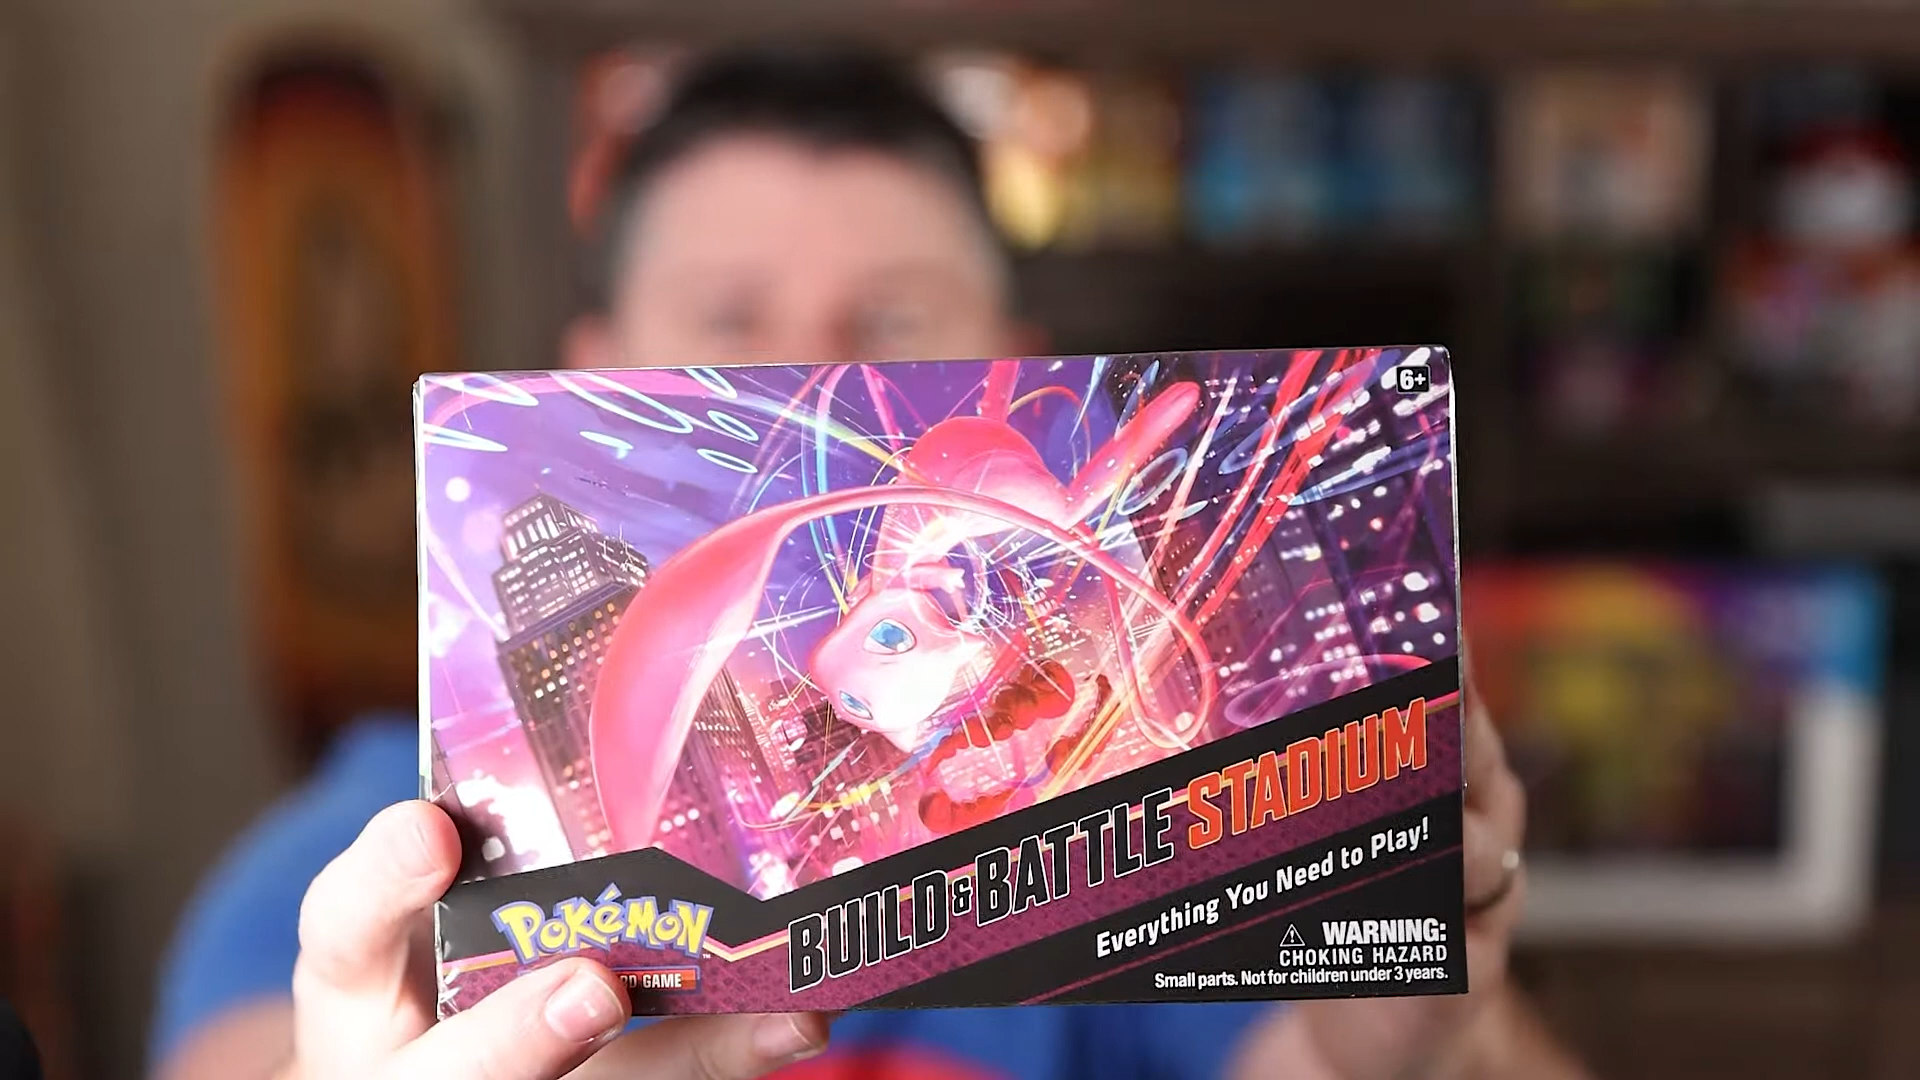 6+
BUILD & BATTLE STADIUM
Everything You Need to Play!
POKéMON™
RD GAME
WARNING:
CHOKING HAZARD
Small parts. Not for children under 3 years.